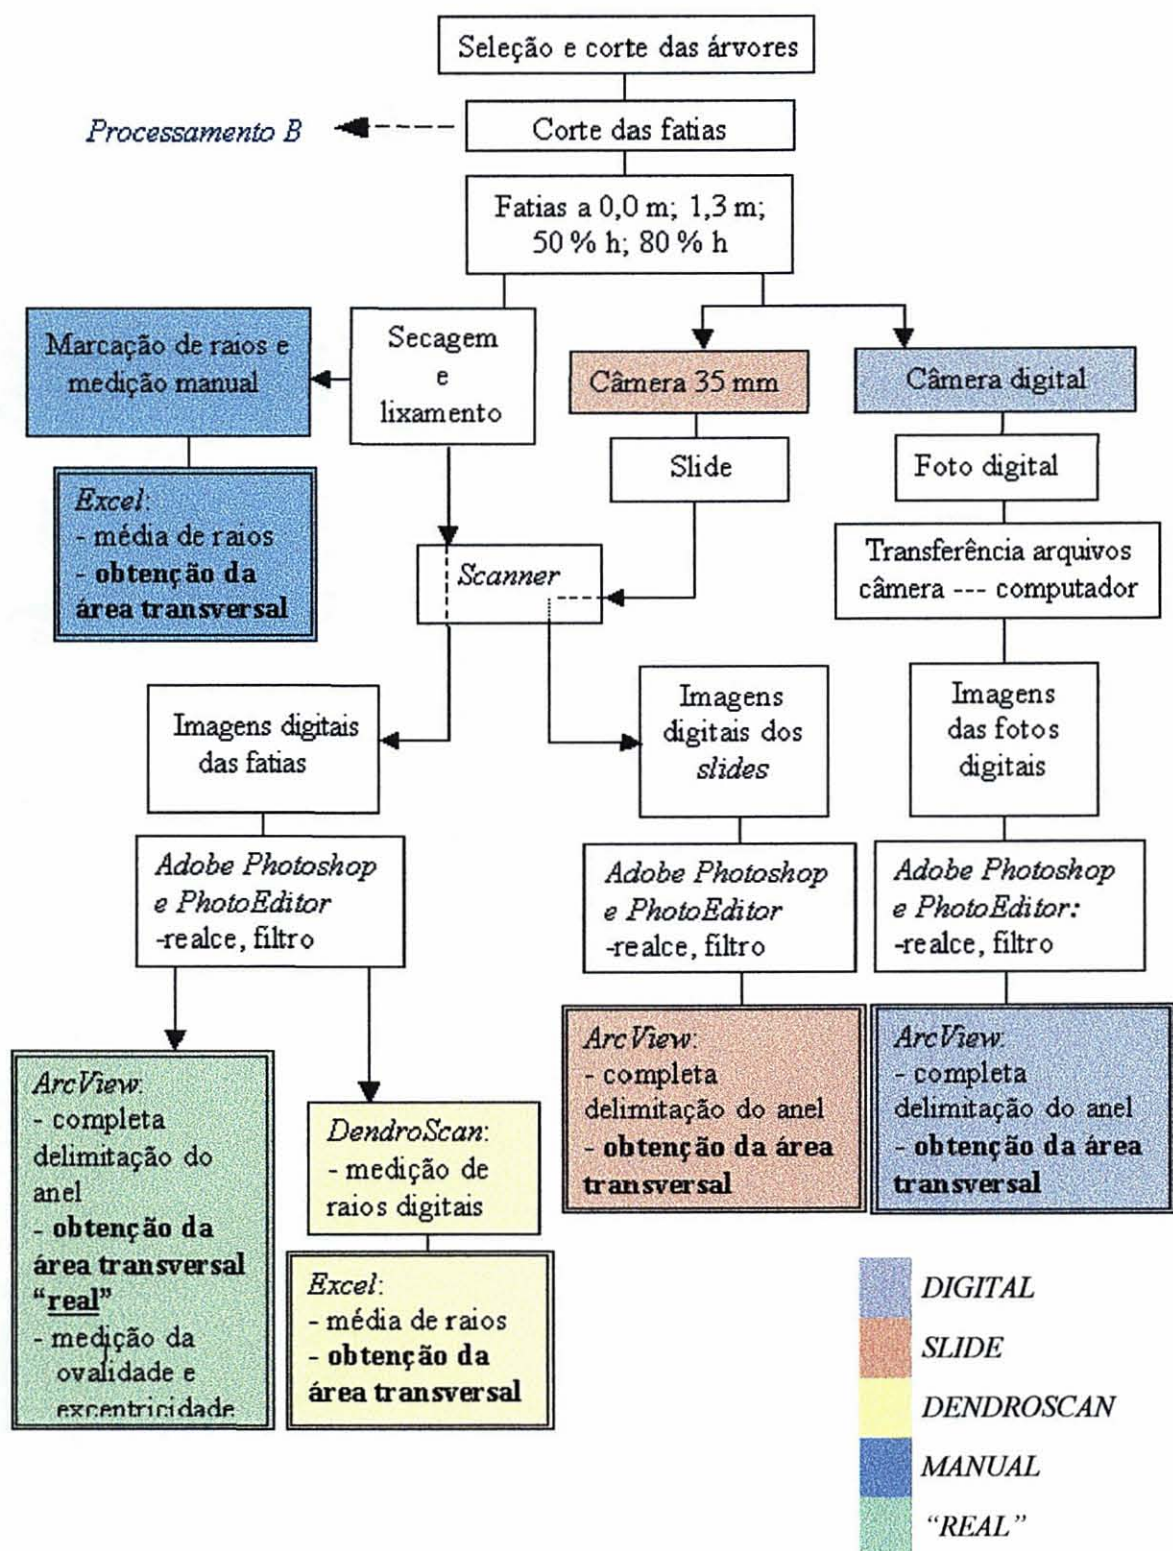 Seleção e corte das árvores
Processamento B
Corte das fatias
Fatias a 0,0 m; 1,3 m;
50 % h; 80 % h
Marcação de raios e
medição manual
Secagem
e
lixamento
Câmera 35 mm
Câmera digital
Excel:
- média de raios
- obtenção da
área transversal
Slide
Foto digital
Scanner
Transferência arquivos
câmera --- computador
Imagens digitais
das fatias
Imagens
digitais dos
slides
Imagens
das fotos
digitais
Adobe Photoshop
e PhotoEditor
-realce, filtro
Adobe Photoshop
e PhotoEditor
-realce, filtro
Adobe Photoshop
e PhotoEditor:
-realce, filtro
ArcView:
- completa
delimitação do
anel
- obtenção da
área transversal
“real”
- medição da
ovalidade e
excentricidade
DendroScan:
- medição de
raios digitais
Excel:
- média de raios
- obtenção da
área transversal
ArcView:
- completa
delimitação do anel
- obtenção da área
transversal
ArcView:
- completa
delimitação do anel
- obtenção da área
transversal
DIGITAL
SLIDE
DENDROSCAN
MANUAL
“REAL”